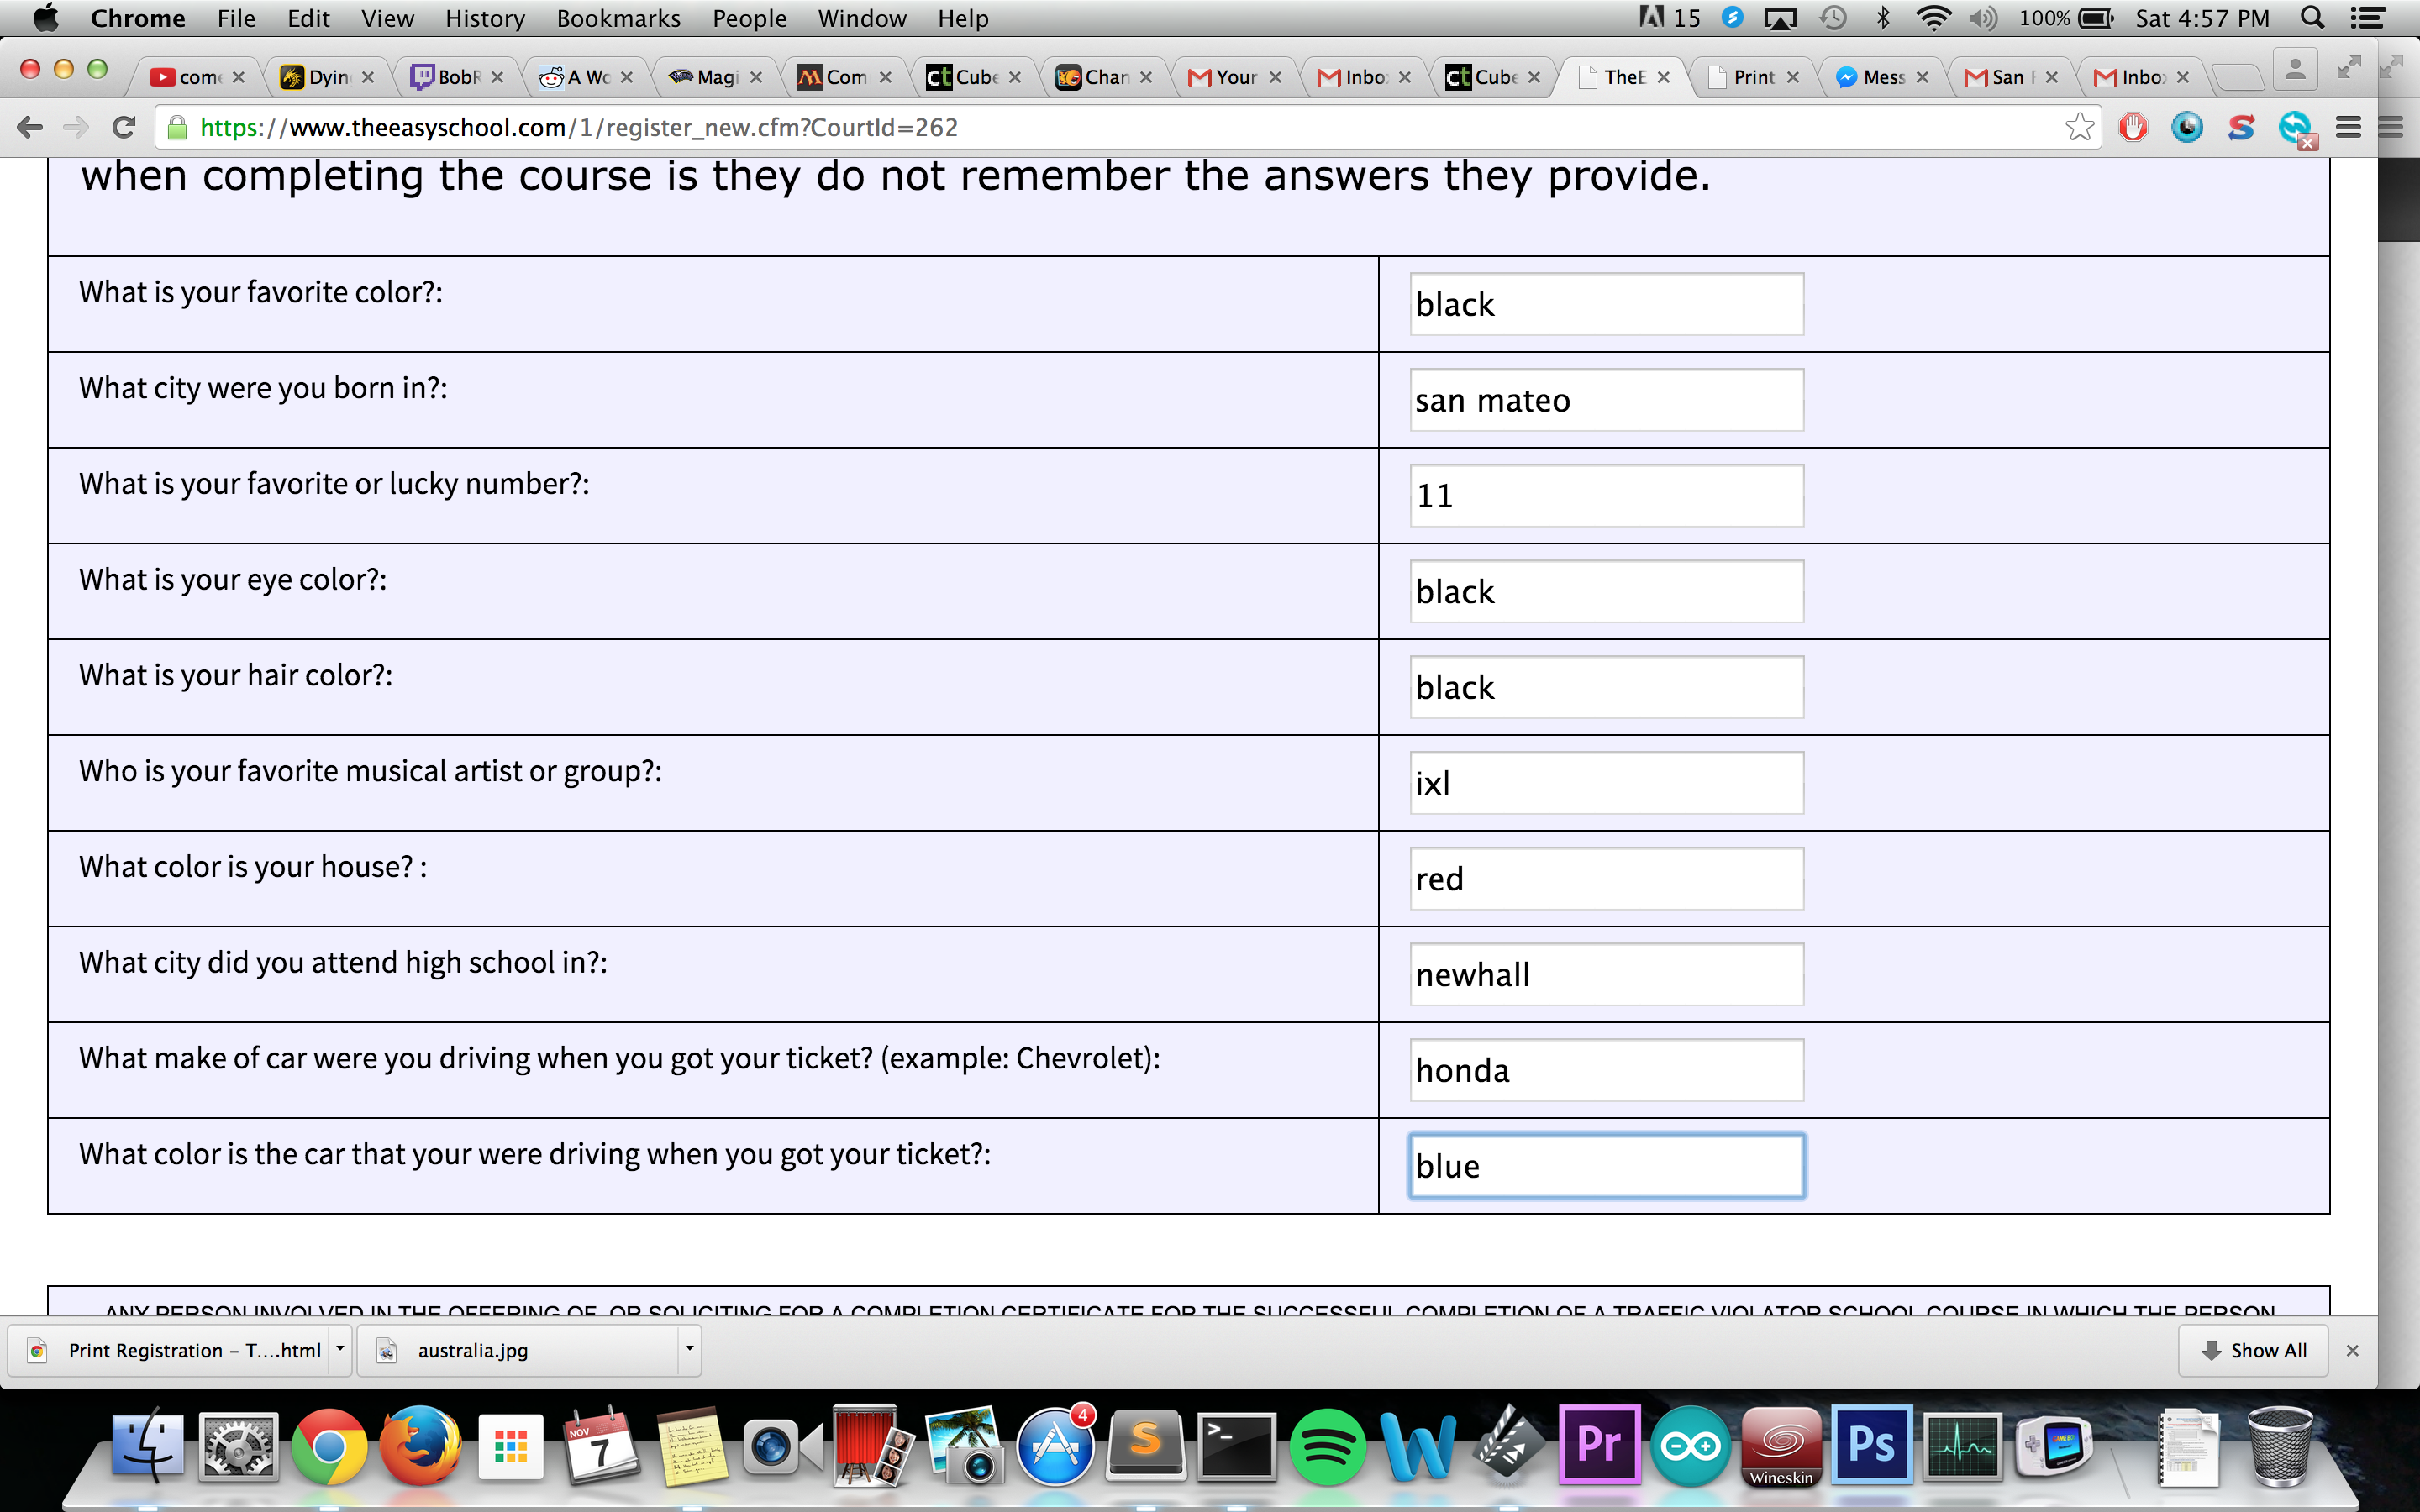 Chrome File Edit View History Bookmarks People Window Help 15 100% Sat 4:57 PM
com Dyin BobR A Wo Magi Com ct Cube Chan Your Inbo ct Cube TheE Print Mess San Inbo
https://www.theeasyschool.com/1/register_new.cfm?CourtId=262
when completing the course is they do not remember the answers they provide.
What is your favorite color?: black
What city were you born in?: san mateo
What is your favorite or lucky number?: 11
What is your eye color?: black
What is your hair color?: black
Who is your favorite musical artist or group?: ixl
What color is your house? : red
What city did you attend high school in?: newhall
What make of car were you driving when you got your ticket? (example: Chevrolet): honda
What color is the car that your were driving when you got your ticket?: blue
ANY PERSON INVOLVED IN THE OFFERING OF, OR SOLICITING FOR A COMPLETION CERTIFICATE FOR THE SUCCESSFUL COMPLETION OF A TRAFFIC VIOLATOR SCHOOL COURSE IN WHICH THE PERSON
Print Registration – T....html australia.jpg Show All
NOV
7
4
S
>_
W
Pr
Wineskin
Ps